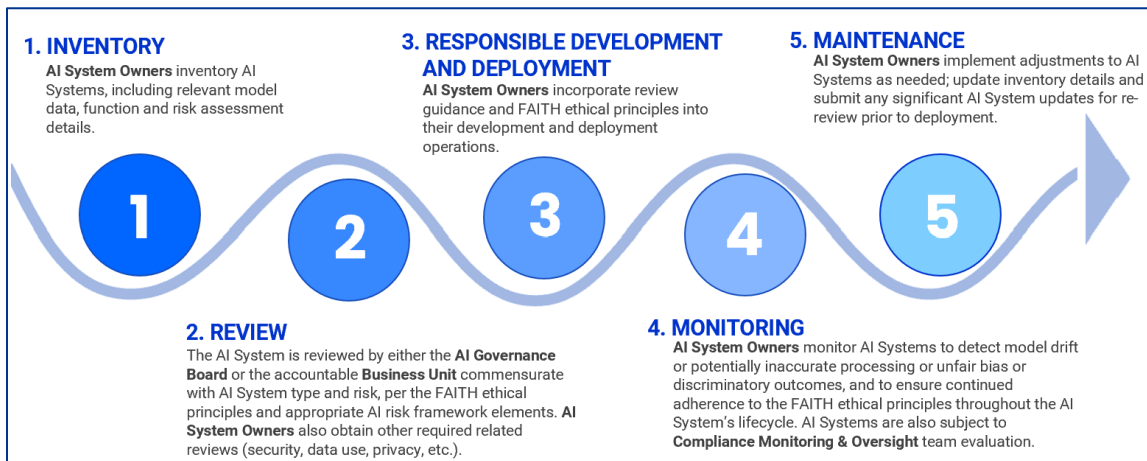 1. INVENTORY
AI System Owners inventory AI
Systems, including relevant model
data, function and risk assessment
details.
1
2
2. REVIEW
The AI System is reviewed by either the AI Governance
Board or the accountable Business Unit commensurate
with AI System type and risk, per the FAITH ethical
principles and appropriate AI risk framework elements. AI
System Owners also obtain other required related
reviews (security, data use, privacy, etc.).
3. RESPONSIBLE DEVELOPMENT
AND DEPLOYMENT
AI System Owners incorporate review
guidance and FAITH ethical principles into
their development and deployment
operations.
3
4
4. MONITORING
AI System Owners monitor AI Systems to detect model drift
or potentially inaccurate processing or unfair bias or
discriminatory outcomes, and to ensure continued
adherence to the FAITH ethical principles throughout the AI
System's lifecycle. AI Systems are also subject to
Compliance Monitoring & Oversight team evaluation.
5. MAINTENANCE
AI System Owners implement adjustments to AI
Systems as needed; update inventory details and
submit any significant AI System updates for re-
review prior to deployment.
5